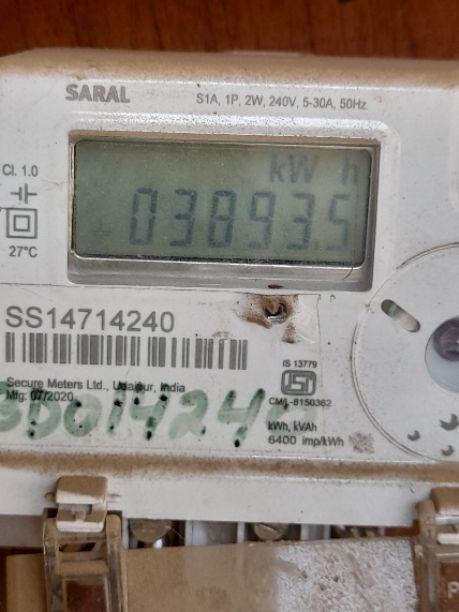 SARAL
S1A, 1P, 2W, 240V, 5-30A, 50Hz
Cl. 1.0
kW h
03893.5
27°C
SS14714240
IS 13779
Secure Meters Ltd., Udaipur, India
Mfg: 07/2020
CM/L-8150362
kWh, kVAh
6400 imp/kWh